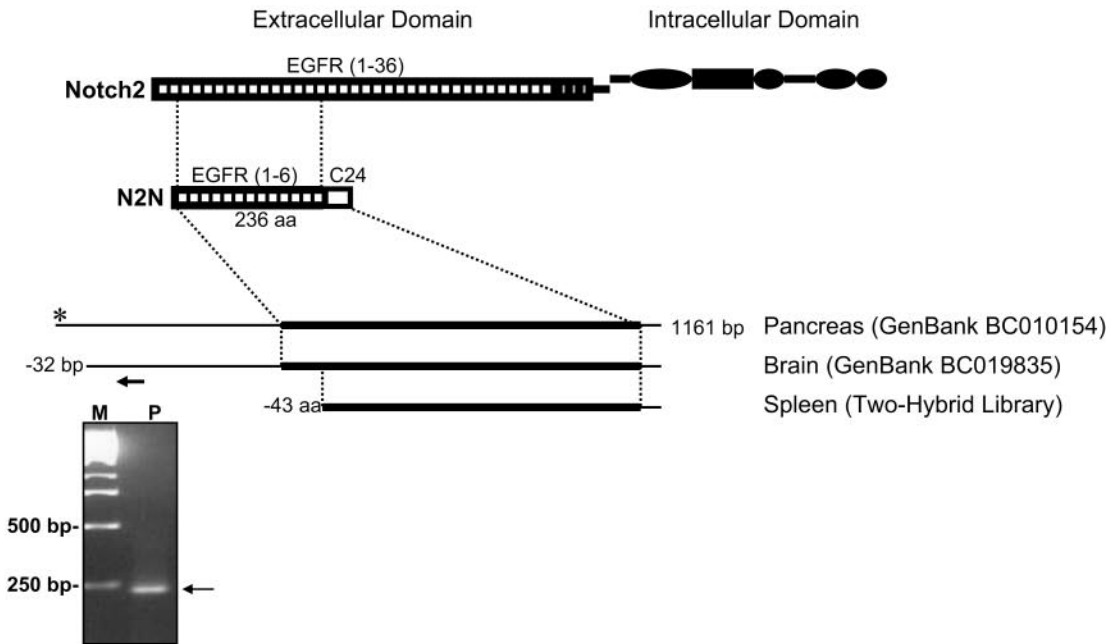 Extracellular Domain Intracellular Domain
EGFR (1-36)
Notch2
EGFR (1-6) C24
N2N
236 aa
*
1161 bp Pancreas (GenBank BC010154)
-32 bp Brain (GenBank BC019835)
-43 aa Spleen (Two-Hybrid Library)
M P
500 bp-
250 bp-